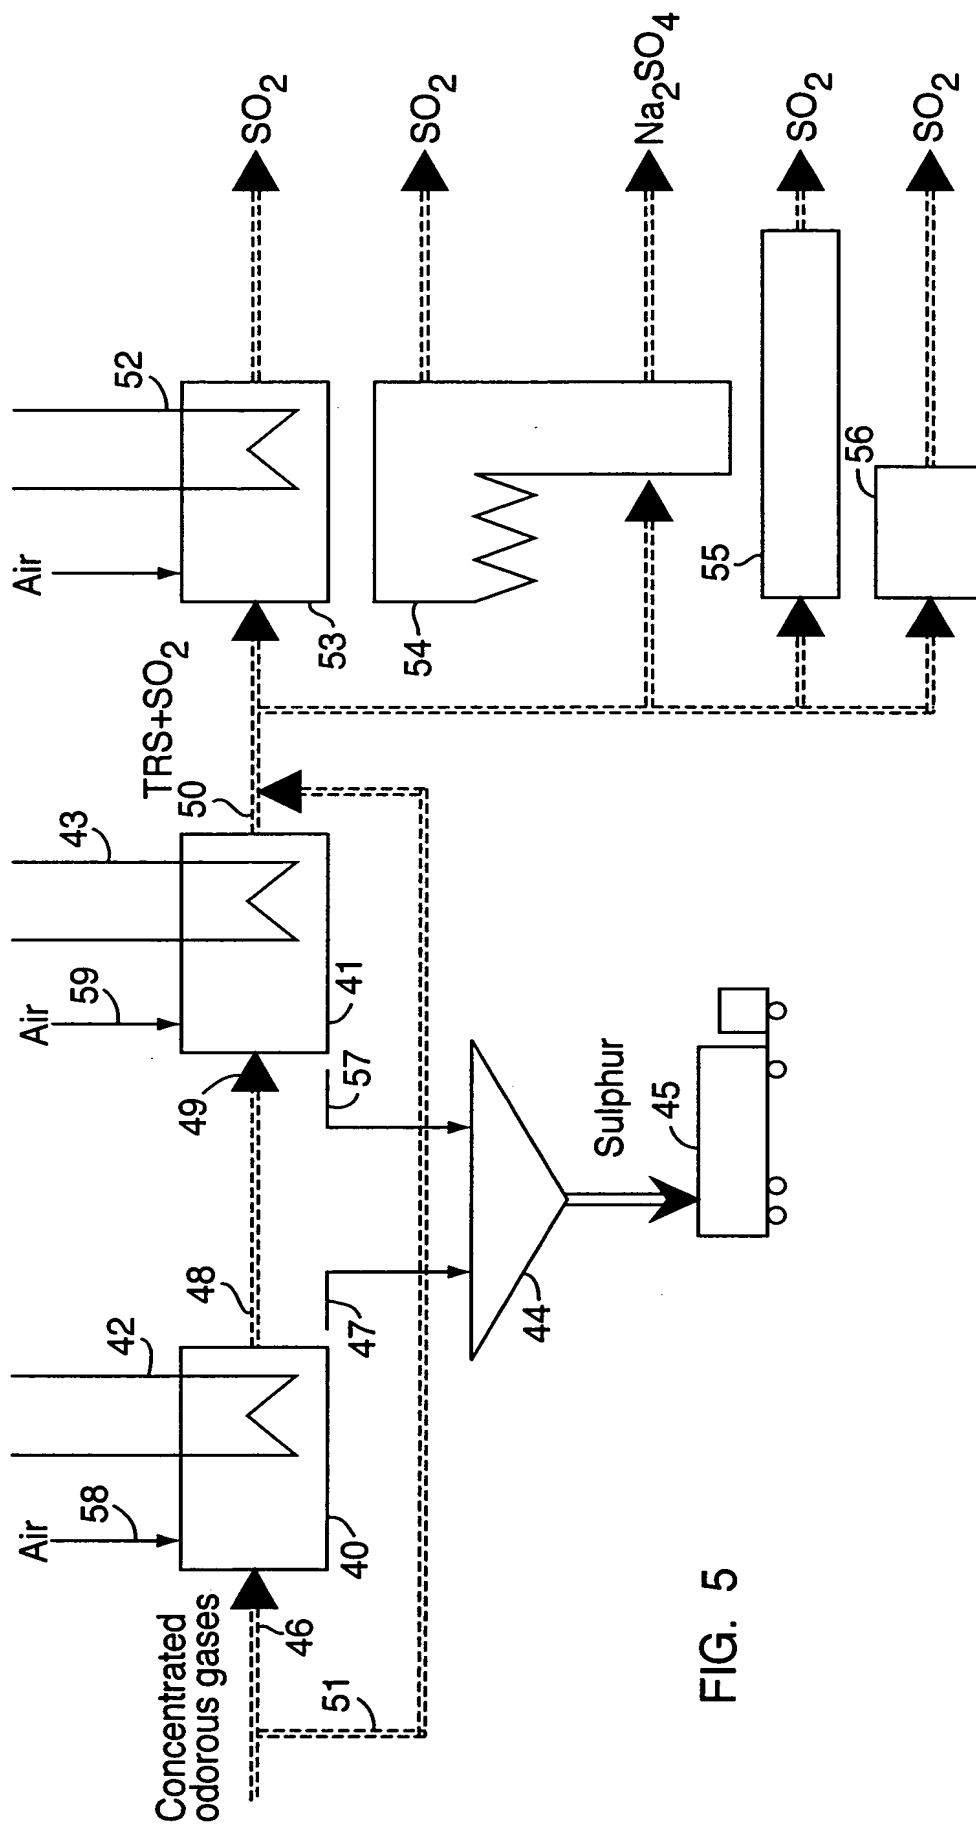 Concentrated
odorous gases
46
51
Air
58
42
40
47
48
49
Air
59
43
41
57
50
TRS+SO2
44
Sulphur
45
Air
52
53
54
55
56
SO2
SO2
Na2SO4
SO2
SO2
FIG. 5